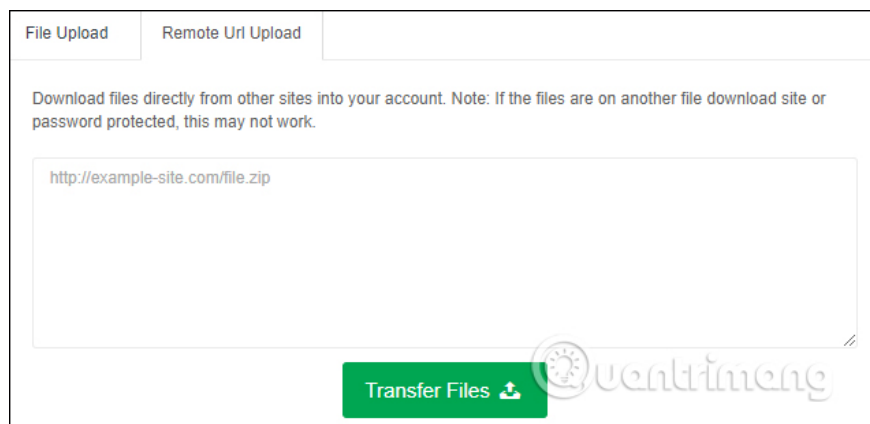 File Upload
Remote Url Upload
Download files directly from other sites into your account. Note: If the files are on another file download site or
password protected, this may not work.
http://example-site.com/file.zip
Transfer Files
Quantrimang